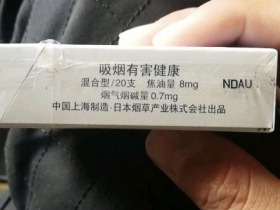 吸烟有害健康
混合型/20支 焦油量 8mg
烟气烟碱量 0.7mg
NDAU
中国上海制造·日本烟草产业株式会社出品